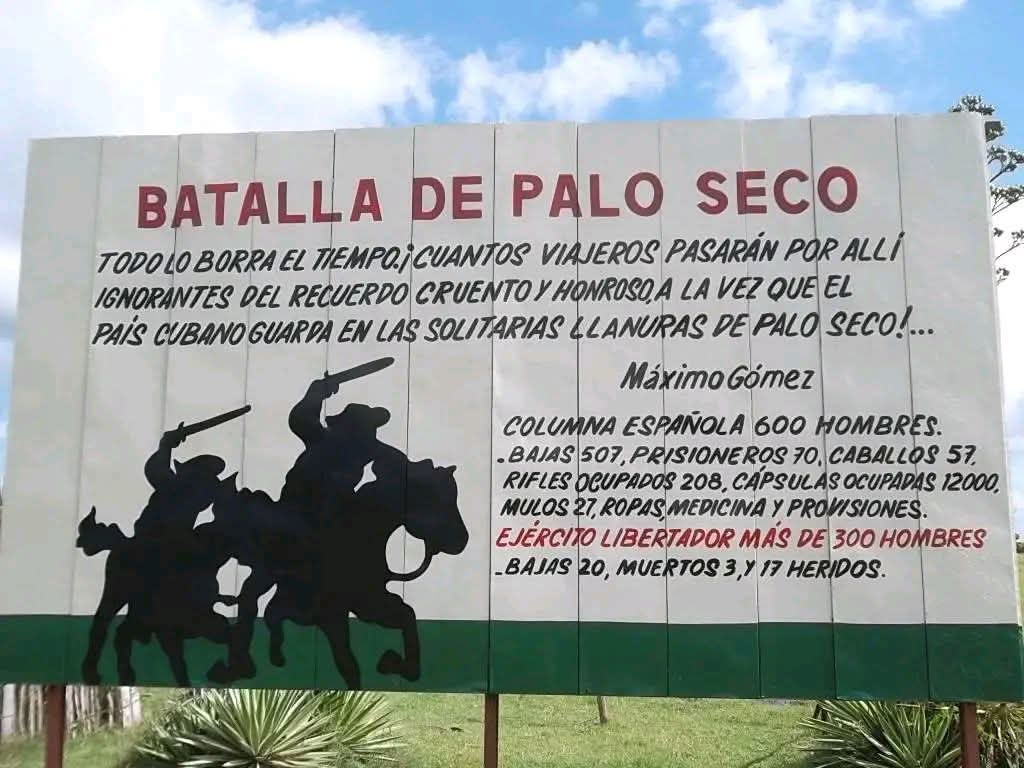 BATALLA DE PALO SECO
TODO LO BORRA EL TIEMPO.¡CUANTOS VIAJEROS PASARÁN POR ALLÍ
IGNORANTES DEL RECUERDO CRUENTO Y HONROSO, A LA VEZ QUE EL
PAÍS CUBANO GUARDA EN LAS SOLITARIAS LLANURAS DE PALO SECO!...
Máximo Gómez
COLUMNA ESPAÑOLA 600 HOMBRES.
-BAJAS 507, PRISIONEROS 70, CABALLOS 57,
RIFLES OCUPADOS 208, CÁPSULAS OCUPADAS 12000,
MULOS 27, ROPAS, MEDICINA Y PROVISIONES.
EJÉRCITO LIBERTADOR MÁS DE 300 HOMBRES
-BAJAS 20, MUERTOS 3, Y 17 HERIDOS.